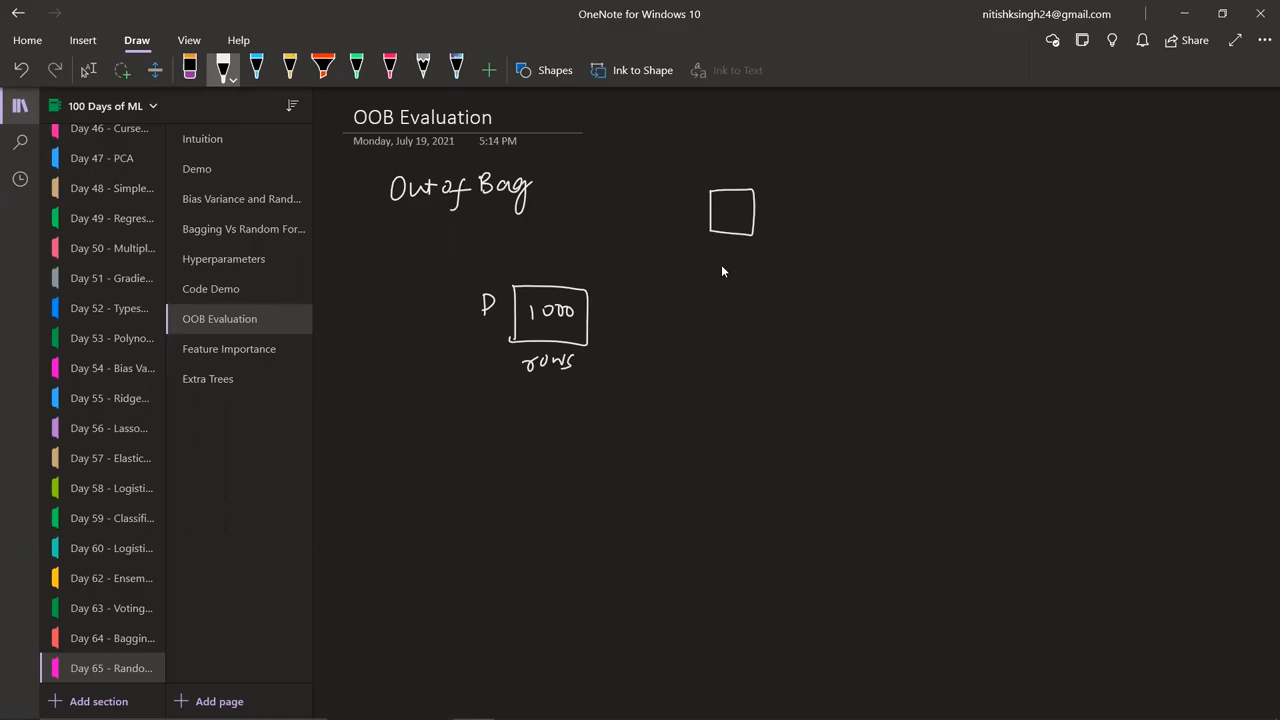 OneNote for Windows 10
nitishksingh24@gmail.com
Home
Insert
Draw
View
Help
Share
Shapes
Ink to Shape
Ink to Text
100 Days of ML
Day 46 - Curse...
Day 47 - PCA
Day 48 - Simple...
Day 49 - Regres...
Day 50 - Multipl...
Day 51 - Gradie...
Day 52 - Types...
Day 53 - Polyno...
Day 54 - Bias Va...
Day 55 - Ridge...
Day 56 - Lasso...
Day 57 - Elastic...
Day 58 - Logisti...
Day 59 - Classifi...
Day 60 - Logisti...
Day 62 - Ensem...
Day 63 - Voting...
Day 64 - Baggin...
Day 65 - Rando...
Add section
Intuition
Demo
Bias Variance and Rand...
Bagging Vs Random For...
Hyperparameters
Code Demo
OOB Evaluation
Feature Importance
Extra Trees
Add page
OOB Evaluation
Monday, July 19, 2021 5:14 PM
Out of Bag
D 1000
rows